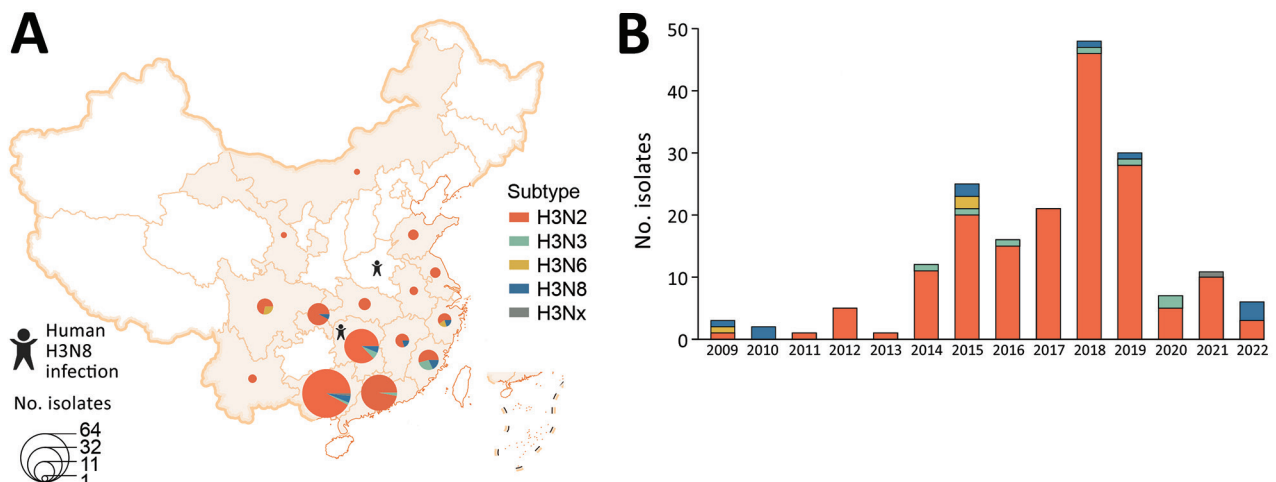 A
Subtype
H3N2
H3N3
H3N6
H3N8
H3Nx
Human
H3N8
infection
No. isolates
64
32
11
1
B
No. isolates
50
40
30
20
10
0
2009 2010 2011 2012 2013 2014 2015 2016 2017 2018 2019 2020 2021 2022